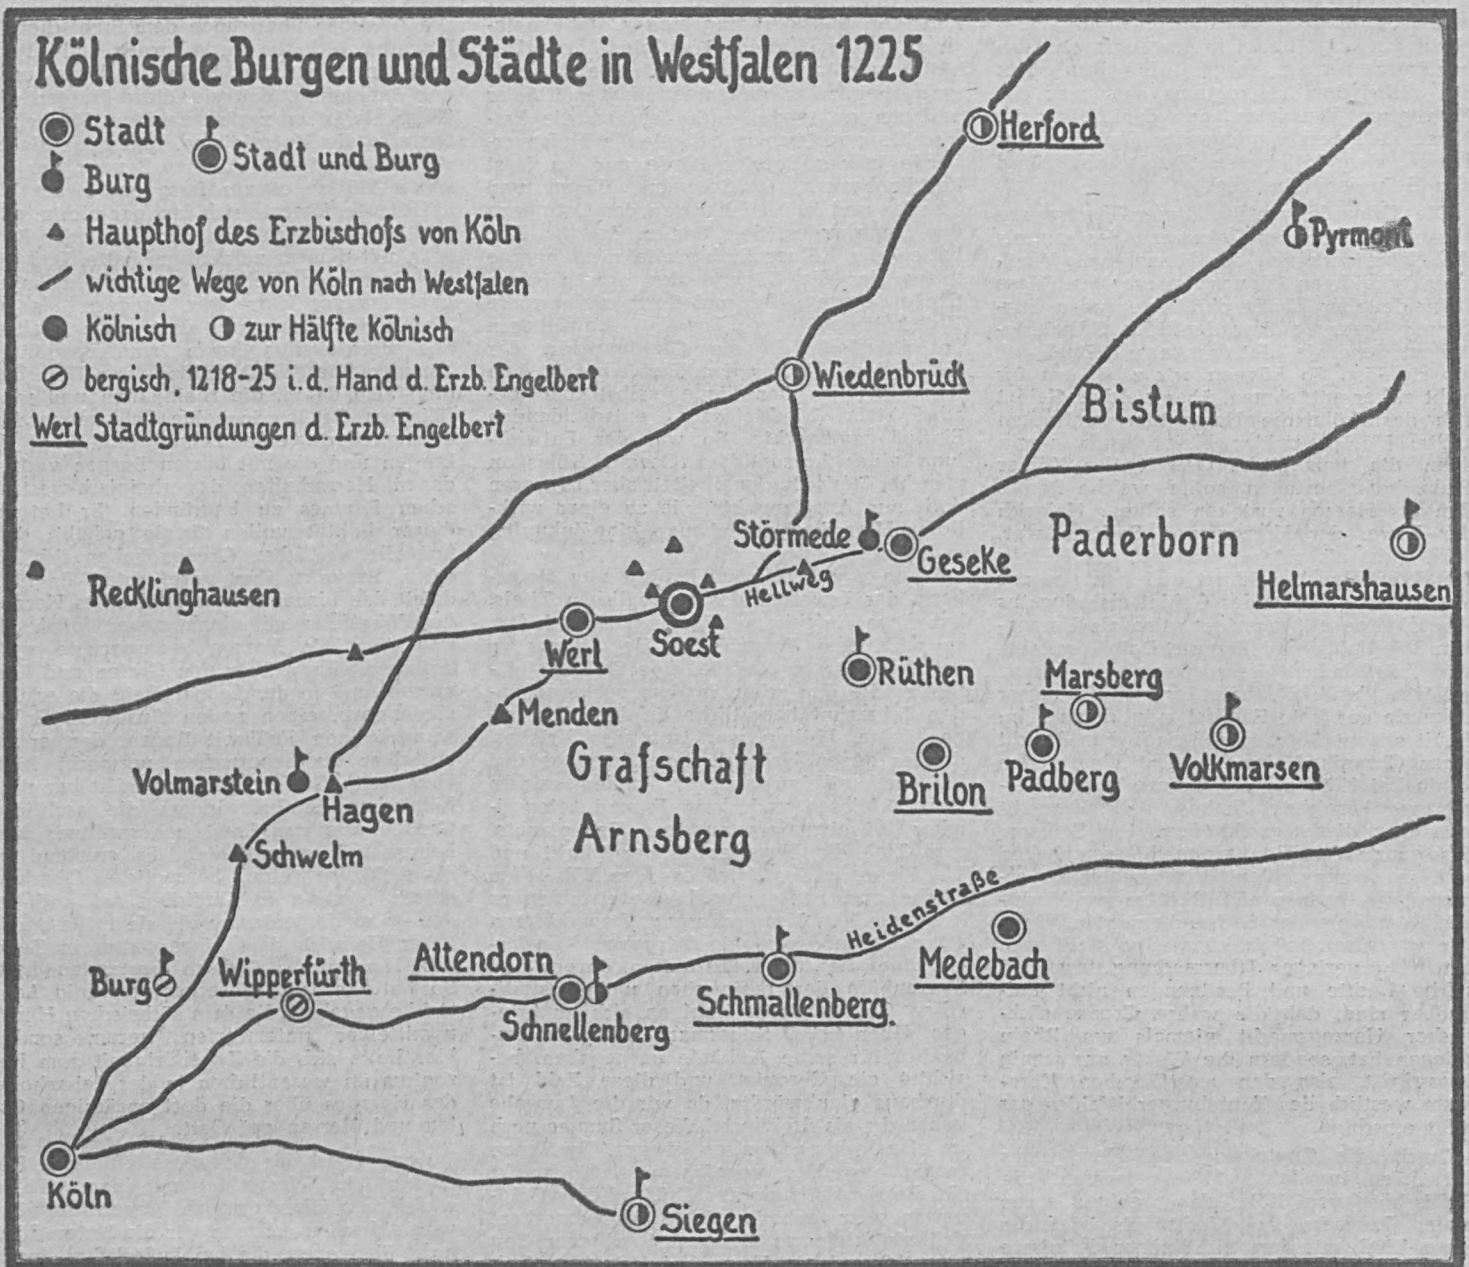 Kölnische Burgen und Städte in Westfalen 1225
Stadt
Stadt und Burg
Burg
Haupthof des Erzbischofs von Köln
wichtige Wege von Köln nach Westfalen
Kölnisch
zur Hälfte Kölnisch
bergisch, 1218-25 i. d. Hand d. Erzb. Engelbert
Werl Stadtgründungen d. Erzb. Engelbert
Herford
Pyrmont
Wiedenbrück
Bistum
Paderborn
Störmede
Geseke
Hellweg
Helmarshausen
Recklinghausen
Soest
Werl
Rüthen
Marsberg
Menden
Grafschaft
Arnsberg
Brilon
Padberg
Volkmarsen
Volmarstein
Hagen
Schwelm
Heidenstraße
Burg
Wipperfürth
Attendorn
Schnellenberg
Schmallenberg.
Medebach
Köln
Siegen